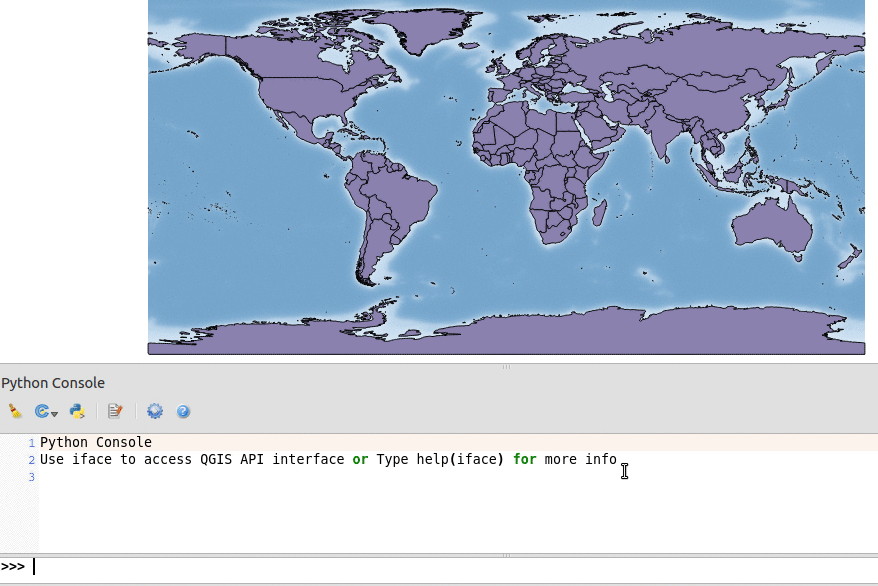 Python Console
1 Python Console
2 Use iface to access QGIS API interface or Type help(iface) for more info
3
>>>